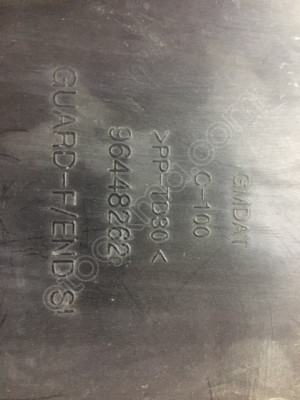 GMDAT
C-100
>PP-TD30<
96448262
GUARD-F/END'S'